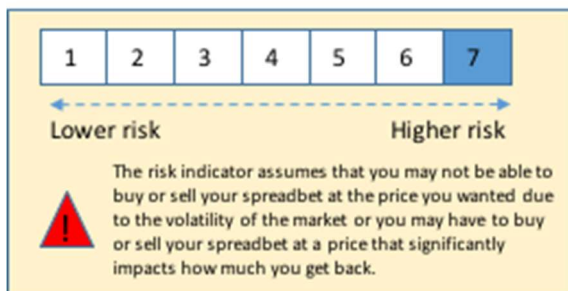 1 2 3 4 5 6 7
Lower risk Higher risk
The risk indicator assumes that you may not be able to
buy or sell your spreadbet at the price you wanted due
to the volatility of the market or you may have to buy
or sell your spreadbet at a price that significantly
impacts how much you get back.
!